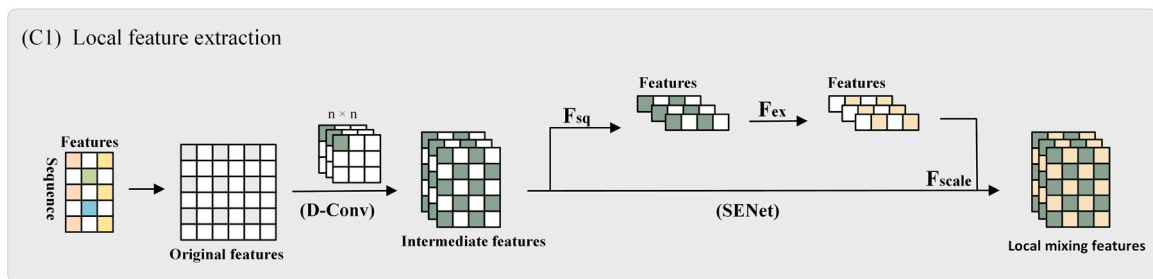 (C1) Local feature extraction
Features
Sequence
Original features
n × n
(D-Conv)
Intermediate features
Fsq
Features
Fex
Features
Fscale
(SENet)
Local mixing features